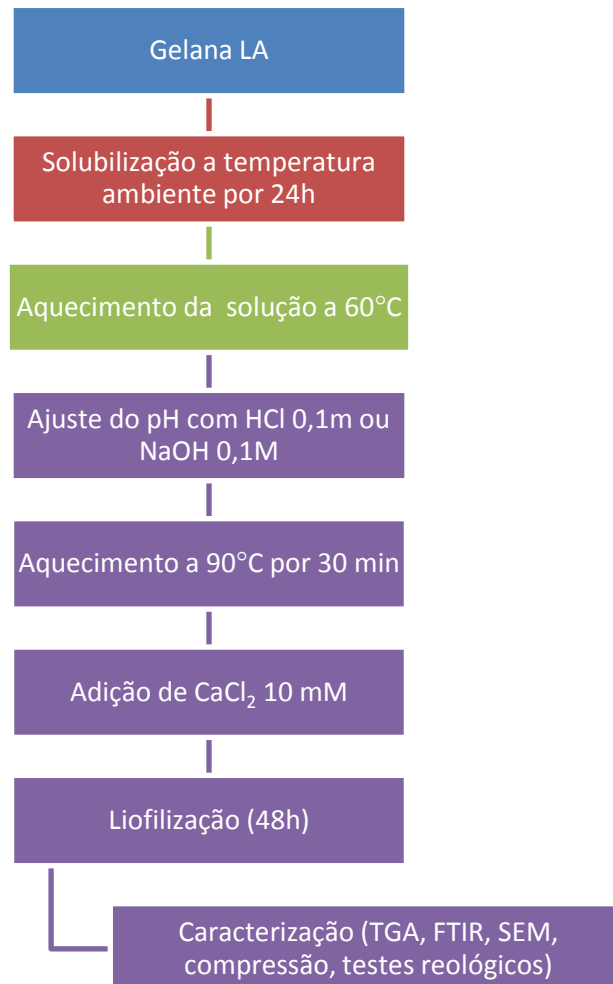 Gelana LA
Solubilização a temperatura
ambiente por 24h
Aquecimento da solução a 60°C
Ajuste do pH com HCl 0,1m ou
NaOH 0,1M
Aquecimento a 90°C por 30 min
Adição de CaCl₂ 10 mM
Liofilização (48h)
Caracterização (TGA, FTIR, SEM,
compressão, testes reológicos)